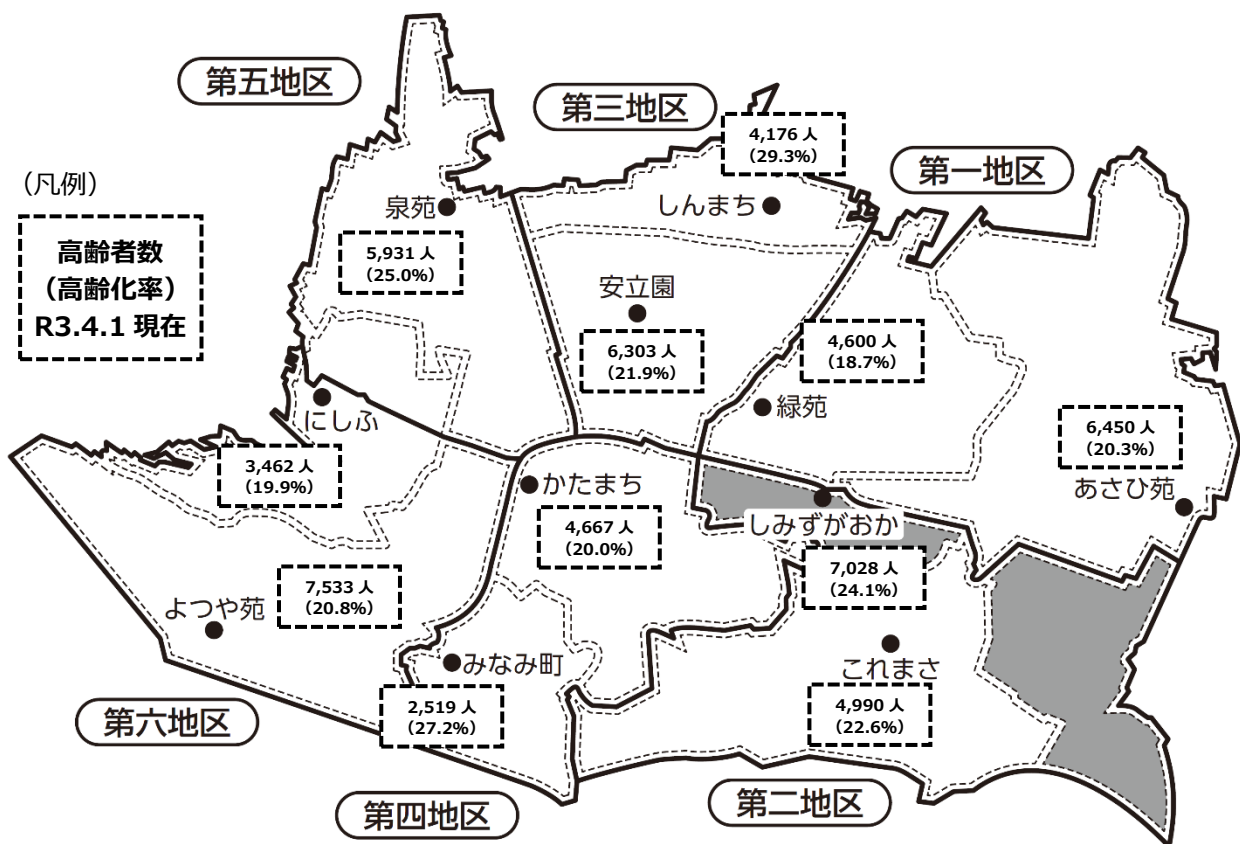 第五地区
第三地区
4,176 人
（29.3%）
第一地区
（凡例）
高齢者数
（高齢化率）
R3.4.1 現在
泉苑
5,931 人
（25.0%）
しんまち
安立園
6,303 人
（21.9%）
4,600 人
（18.7%）
緑苑
6,450 人
（20.3%）
あさひ苑
にしふ
3,462 人
（19.9%）
かたまち
4,667 人
（20.0%）
しみずがおか
7,028 人
（24.1%）
よつや苑
7,533 人
（20.8%）
みなみ町
2,519 人
（27.2%）
これまさ
4,990 人
（22.6%）
第六地区
第四地区
第二地区